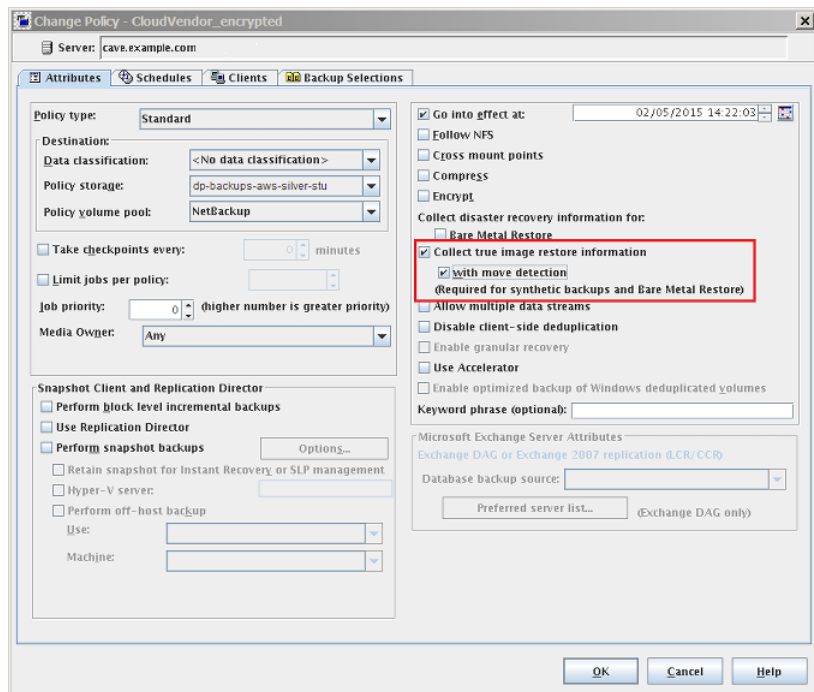 Change Policy - CloudVendor_encrypted
Server: cave.example.com
Attributes Schedules Clients Backup Selections
Policy type: Standard
Destination:
Data classification: <No data classification>
Policy storage: dp-backups-aws-silver-stu
Policy volume pool: NetBackup
Take checkpoints every: 0 minutes
Limit jobs per policy:
Job priority: 0 (higher number is greater priority)
Media Owner: Any
Snapshot Client and Replication Director
Perform block level incremental backups
Use Replication Director
Perform snapshot backups Options...
Retain snapshot for Instant Recovery or SLP management
Hyper-V server:
Perform off-host backup
Use:
Machine:
Go into effect at: 02/05/2015 14:22:03
Follow NFS
Cross mount points
Compress
Encrypt
Collect disaster recovery information for:
Bare Metal Restore
Collect true image restore information
with move detection
(Required for synthetic backups and Bare Metal Restore)
Allow multiple data streams
Disable client-side deduplication
Enable granular recovery
Use Accelerator
Enable optimized backup of Windows deduplicated volumes
Keyword phrase (optional):
Microsoft Exchange Server Attributes
Exchange DAG or Exchange 2007 replication (LCR/CCR)
Database backup source:
Preferred server list... (Exchange DAG only)
OK Cancel Help